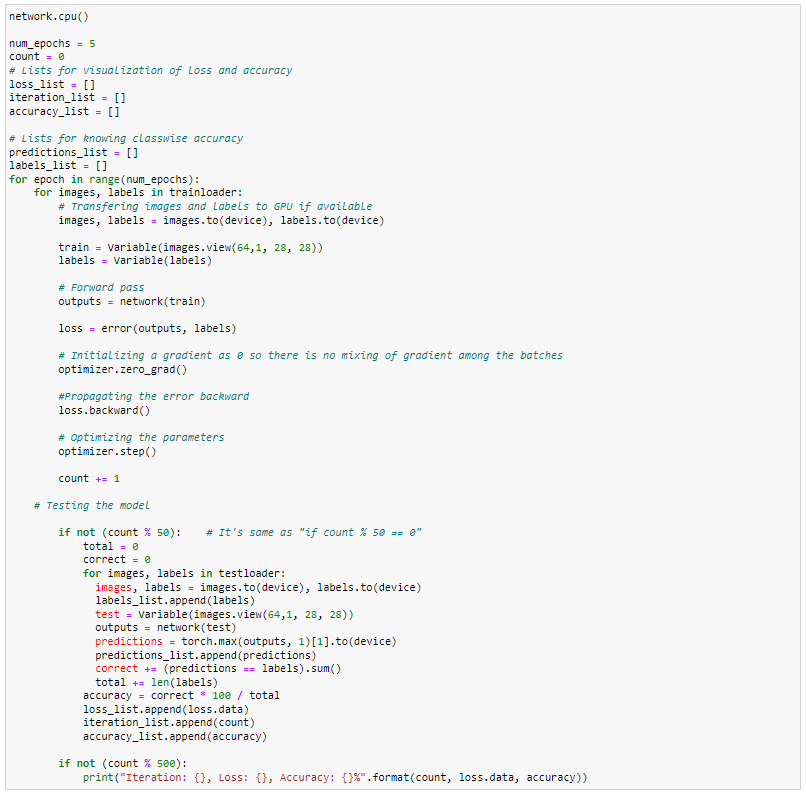 network.cpu()

num_epochs = 5
count = 0
# Lists for visualization of loss and accuracy
loss_list = []
iteration_list = []
accuracy_list = []

# Lists for knowing classwise accuracy
predictions_list = []
labels_list = []
for epoch in range(num_epochs):
    for images, labels in trainloader:
        # Transfering images and labels to GPU if available
        images, labels = images.to(device), labels.to(device)

        train = Variable(images.view(64,1, 28, 28))
        labels = Variable(labels)

        # Forward pass
        outputs = network(train)

        loss = error(outputs, labels)

        # Initializing a gradient as 0 so there is no mixing of gradient among the batches
        optimizer.zero_grad()

        #Propagating the error backward
        loss.backward()

        # Optimizing the parameters
        optimizer.step()

        count += 1

    # Testing the model

        if not (count % 50):    # It's same as "if count % 50 == 0"
            total = 0
            correct = 0
            for images, labels in testloader:
              images, labels = images.to(device), labels.to(device)
              labels_list.append(labels)
              test = Variable(images.view(64,1, 28, 28))
              outputs = network(test)
              predictions = torch.max(outputs, 1)[1].to(device)
              predictions_list.append(predictions)
              correct += (predictions == labels).sum()
              total += len(labels)
            accuracy = correct * 100 / total
            loss_list.append(loss.data)
            iteration_list.append(count)
            accuracy_list.append(accuracy)

        if not (count % 500):
            print("Iteration: {}, Loss: {}, Accuracy: {}%".format(count, loss.data, accuracy))